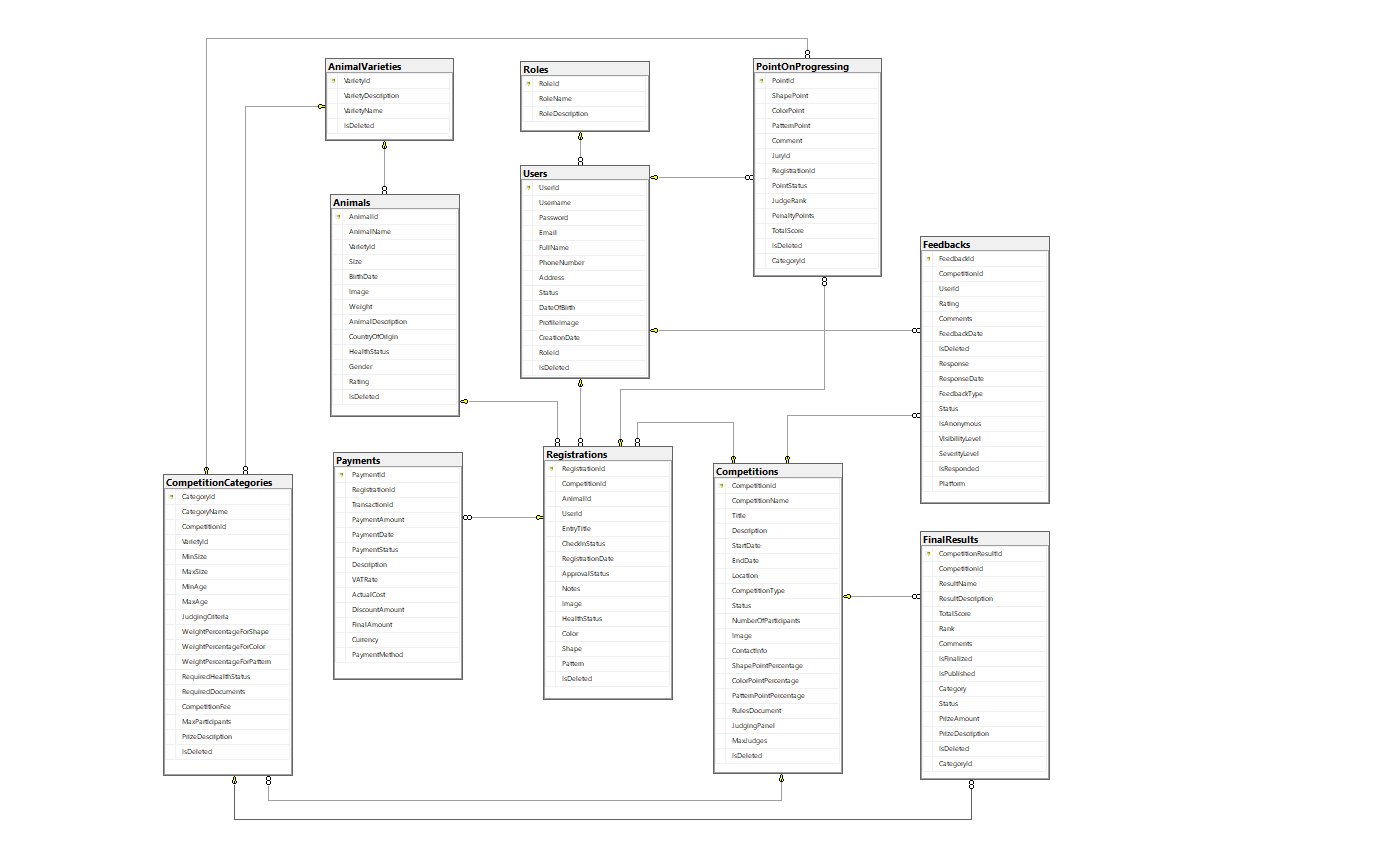 AnimalVarieties
VarietyId
VarietyDescription
VarietyName
IsDeleted
Roles
RoleId
RoleName
RoleDescription
PointOnProgressing
PointId
ShapePoint
ColorPoint
PatternPoint
Comment
JuryId
RegistrationId
PointStatus
JudgeRank
PenaltyPoints
TotalScore
IsDeleted
CategoryId
Users
UserId
Username
Password
Email
FullName
PhoneNumber
Address
Status
DateOfBirth
ProfileImage
CreationDate
RoleId
IsDeleted
Animals
AnimalId
AnimalName
VarietyId
Size
BirthDate
Image
Weight
AnimalDescription
CountryOfOrigin
HealthStatus
Gender
Rating
IsDeleted
Feedbacks
FeedbackId
CompetitionId
UserId
Rating
Comments
FeedbackDate
IsDeleted
Response
ResponseDate
FeedbackType
Status
IsAnonymous
VisibilityLevel
SeverityLevel
IsResponded
Platform
Payments
PaymentId
RegistrationId
TransactionId
PaymentAmount
PaymentDate
PaymentStatus
Description
VATRate
ActualCost
DiscountAmount
FinalAmount
Currency
PaymentMethod
Registrations
RegistrationId
CompetitionId
AnimalId
UserId
EntryTitle
CheckInStatus
RegistrationDate
ApprovalStatus
Notes
Image
HealthStatus
Color
Shape
Pattern
IsDeleted
Competitions
CompetitionId
CompetitionName
Title
Description
StartDate
EndDate
Location
CompetitionType
Status
NumberOfParticipants
Image
ContactInfo
ShapePointPercentage
ColorPointPercentage
PatternPointPercentage
RulesDocument
JudgingPanel
MaxJudges
IsDeleted
CompetitionCategories
CategoryId
CategoryName
CompetitionId
VarietyId
MinSize
MaxSize
MinAge
MaxAge
JudgingCriteria
WeightPercentageForShape
WeightPercentageForColor
WeightPercentageForPattern
RequiredHealthStatus
RequiredDocuments
CompetitionFee
MaxParticipants
PrizeDescription
IsDeleted
FinalResults
CompetitionResultId
CompetitionId
ResultName
ResultDescription
TotalScore
Rank
Comments
IsFinalized
IsPublished
Category
Status
PrizeAmount
PrizeDescription
IsDeleted
CategoryId